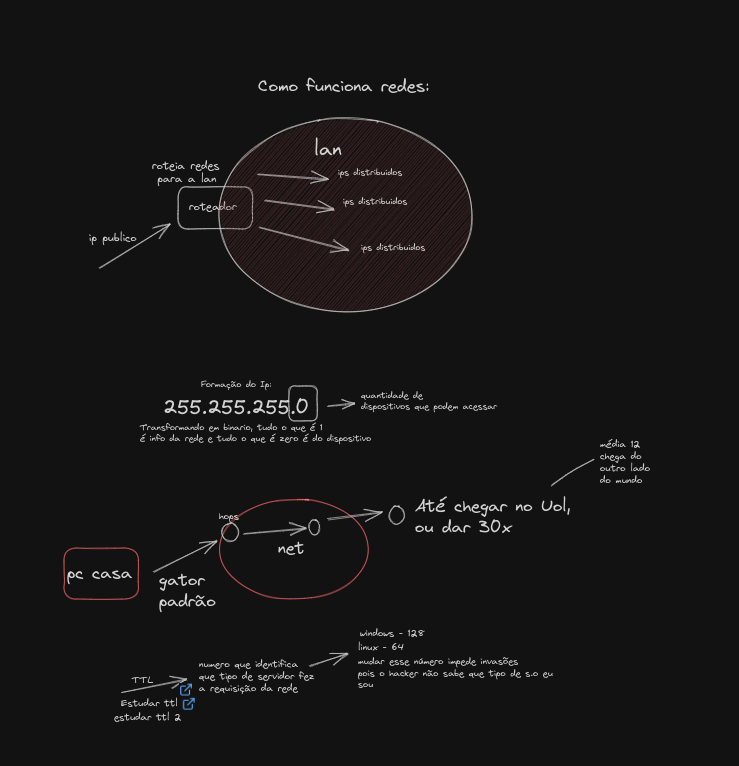 Como funciona redes:
lan
roteia redes
para a lan
ips distribuidos
roteador
ips distribuidos
ip publico
ips distribuidos
Formação do Ip:
255.255.255.0
quantidade de
dispositivos que podem acessar
Transformando em binario, tudo o que é 1
é info da rede e tudo o que é zero é do dispositivo
média 12
chega do
outro lado
do mundo
hops
Até chegar no Uol,
ou dar 30x
net
pc casa
gator
padrão
windows - 128
linux - 64
mudar esse número impede invasões
pois o hacker não sabe que tipo de s.o eu
sou
numero que identifica
que tipo de servidor fez
a requisição da rede
TTL
Estudar ttl
estudar ttl 2